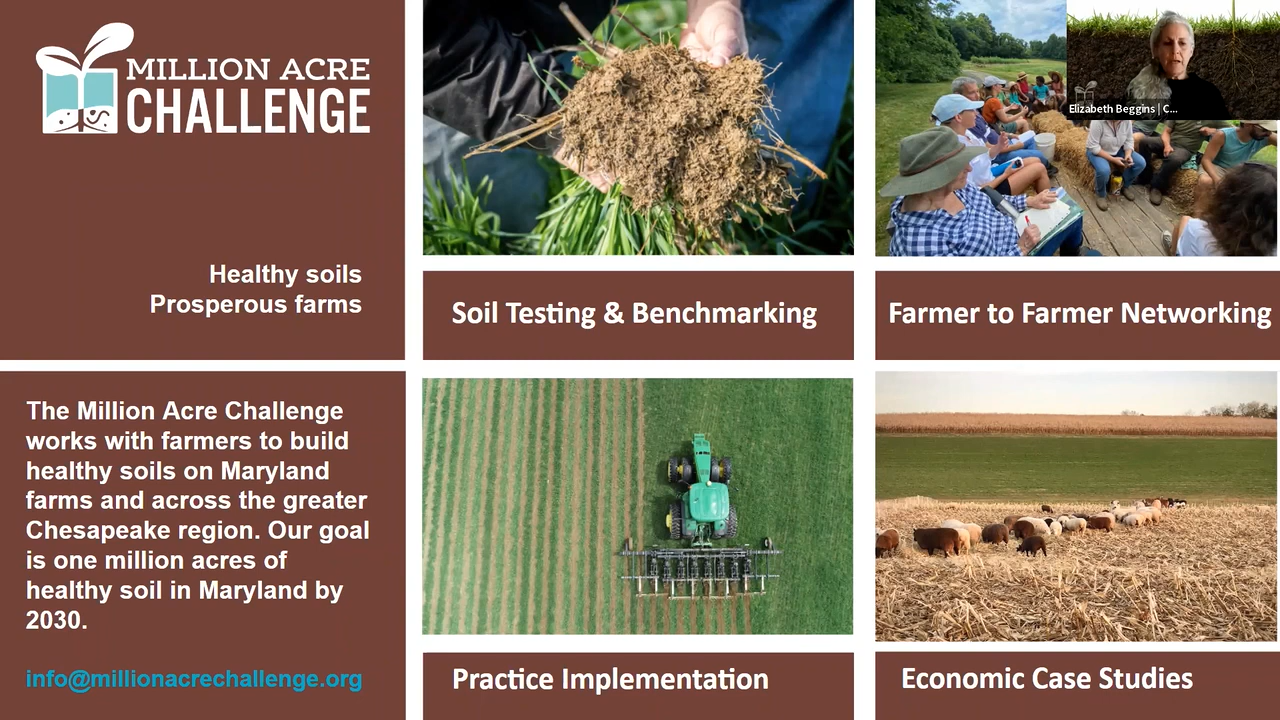 MILLION ACRE
CHALLENGE
Healthy soils
Prosperous farms
The Million Acre Challenge
works with farmers to build
healthy soils on Maryland
farms and across the greater
Chesapeake region. Our goal
is one million acres of
healthy soil in Maryland by
2030.
info@millionacrechallenge.org
Soil Testing & Benchmarking
Elizabeth Beggins | C...
Farmer to Farmer Networking
Practice Implementation
Economic Case Studies